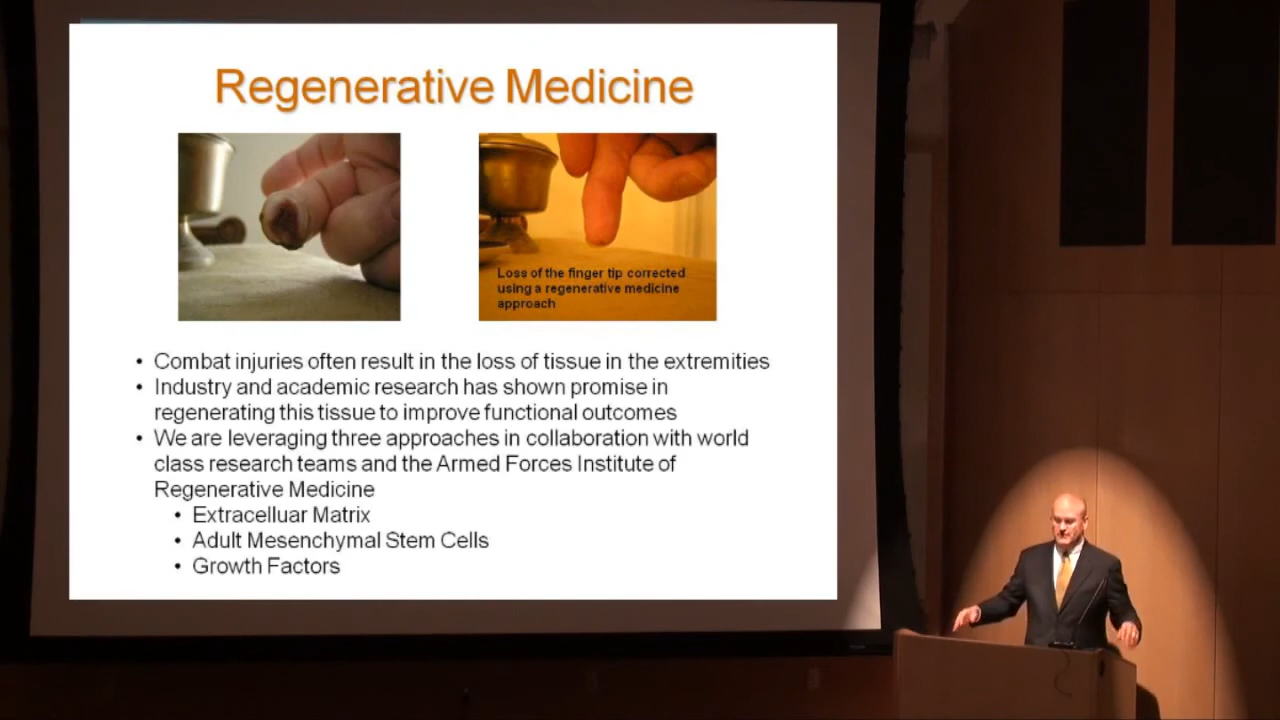 Regenerative Medicine
Loss of the finger tip corrected
using a regenerative medicine
approach
• Combat injuries often result in the loss of tissue in the extremities
• Industry and academic research has shown promise in
regenerating this tissue to improve functional outcomes
• We are leveraging three approaches in collaboration with world
class research teams and the Armed Forces Institute of
Regenerative Medicine
• Extracelluar Matrix
• Adult Mesenchymal Stem Cells
• Growth Factors